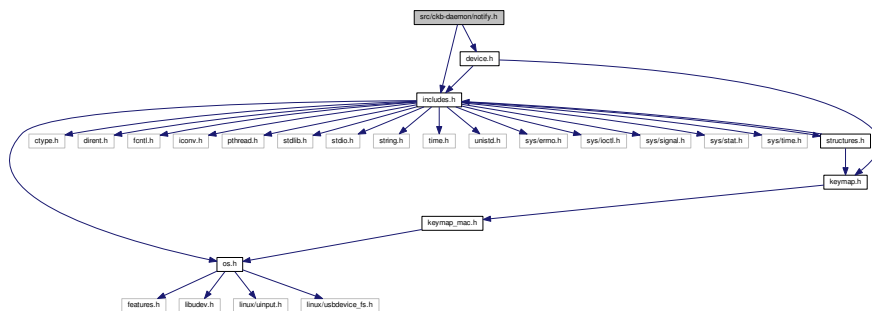 src/ckb-daemon/notify.h
device.h
includes.h
ctype.h
dirent.h
fcntl.h
iconv.h
pthread.h
stdlib.h
stdio.h
string.h
time.h
unistd.h
sys/errno.h
sys/ioctl.h
sys/signal.h
sys/stat.h
sys/time.h
structures.h
keymap.h
keymap_mac.h
os.h
features.h
libudev.h
linux/uinput.h
linux/usbdevice_fs.h